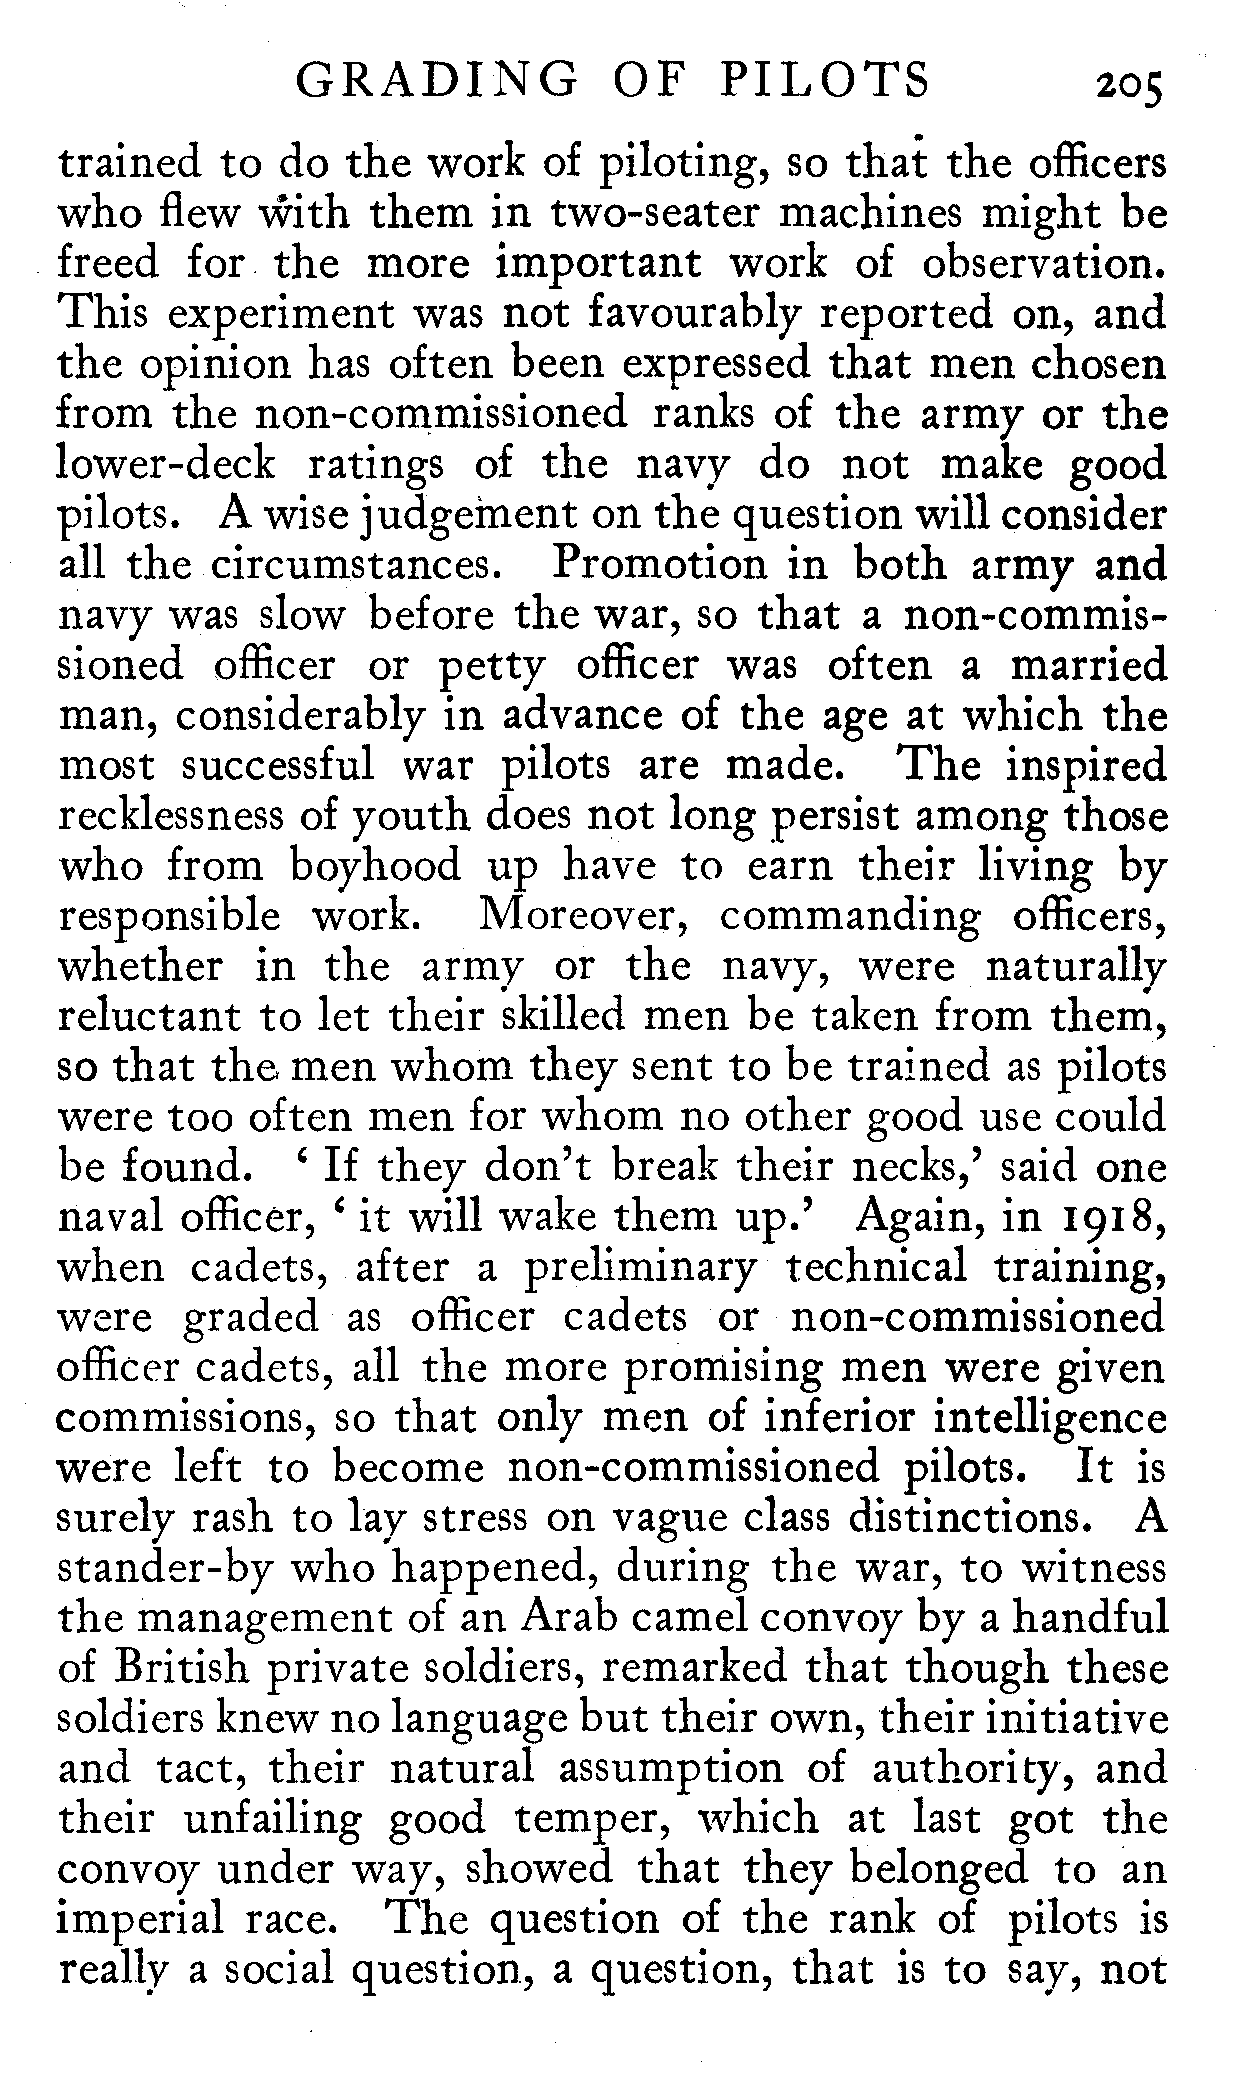 GRADING OF PILOTS 205
trained to do the work of piloting, so that the officers
who flew with them in two-seater machines might be
freed for the more important work of observation.
This experiment was not favourably reported on, and
the opinion has often been expressed that men chosen
from the non-commissioned ranks of the army or the
lower-deck ratings of the navy do not make good
pilots. A wise judgement on the question will consider
all the circumstances. Promotion in both army and
navy was slow before the war, so that a non-commis-
sioned officer or petty officer was often a married
man, considerably in advance of the age at which the
most successful war pilots are made. The inspired
recklessness of youth does not long persist among those
who from boyhood up have to earn their living by
responsible work. Moreover, commanding officers,
whether in the army or the navy, were naturally
reluctant to let their skilled men be taken from them,
so that the men whom they sent to be trained as pilots
were too often men for whom no other good use could
be found. ‘ If they don’t break their necks,’ said one
naval officer, ‘ it will wake them up.’ Again, in 1918,
when cadets, after a preliminary technical training,
were graded as officer cadets or non-commissioned
officer cadets, all the more promising men were given
commissions, so that only men of inferior intelligence
were left to become non-commissioned pilots. It is
surely rash to lay stress on vague class distinctions. A
stander-by who happened, during the war, to witness
the management of an Arab camel convoy by a handful
of British private soldiers, remarked that though these
soldiers knew no language but their own, their initiative
and tact, their natural assumption of authority, and
their unfailing good temper, which at last got the
convoy under way, showed that they belonged to an
imperial race. The question of the rank of pilots is
really a social question, a question, that is to say, not